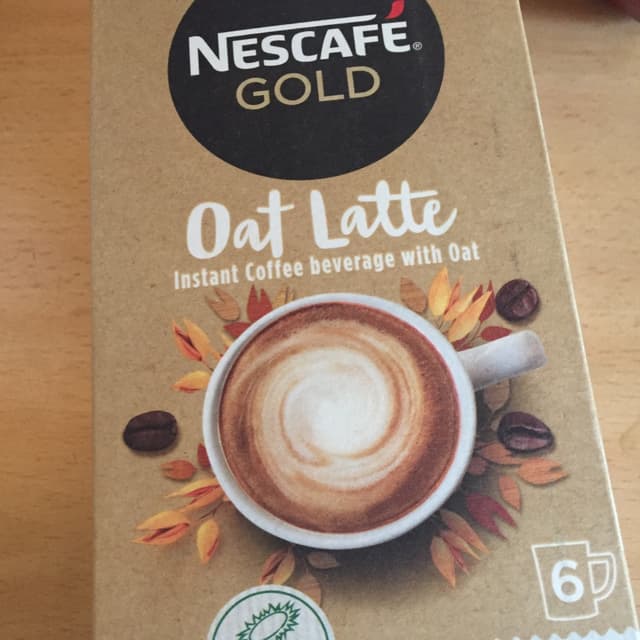 NESCAFÉ®
GOLD
Oat Latte
Instant Coffee beverage with Oat
6